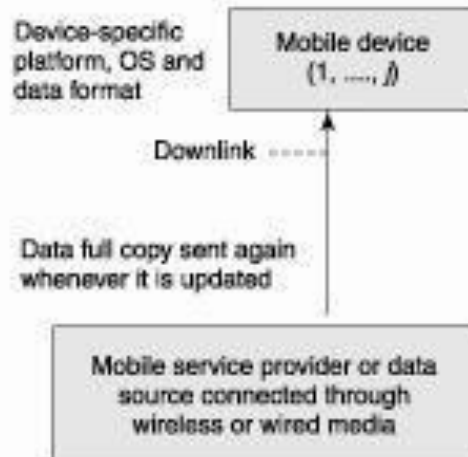 Device-specific
platform, OS and
data format
Mobile device
(1, ...., j)
Downlink
Data full copy sent again
whenever it is updated
Mobile service provider or data
source connected through
wireless or wired media